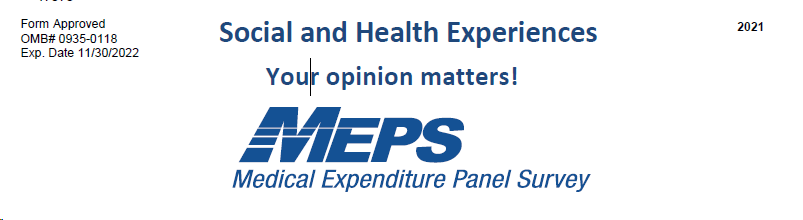 Form Approved
OMB# 0935-0118
Exp. Date 11/30/2022
Social and Health Experiences
2021
Your opinion matters!
MEPS
Medical Expenditure Panel Survey